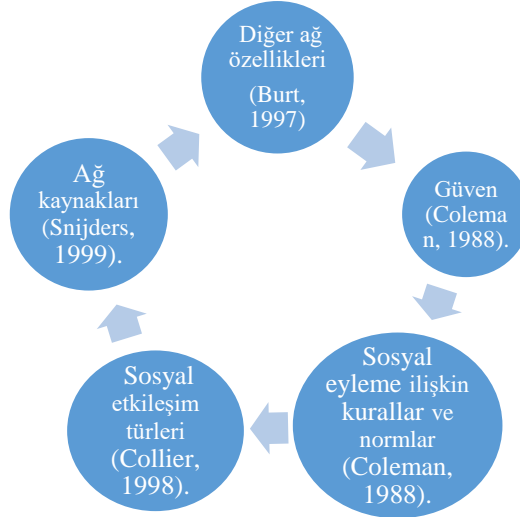 Diğer ağ
özellikleri
(Burt,
1997)
Güven
(Colema
n, 1988).
Sosyal
eyleme ilişkin
kurallar ve
normlar
(Coleman,
1988).
Sosyal
etkileşim
türleri
(Collier,
1998).
Ağ
kaynakları
(Snijders,
1999).